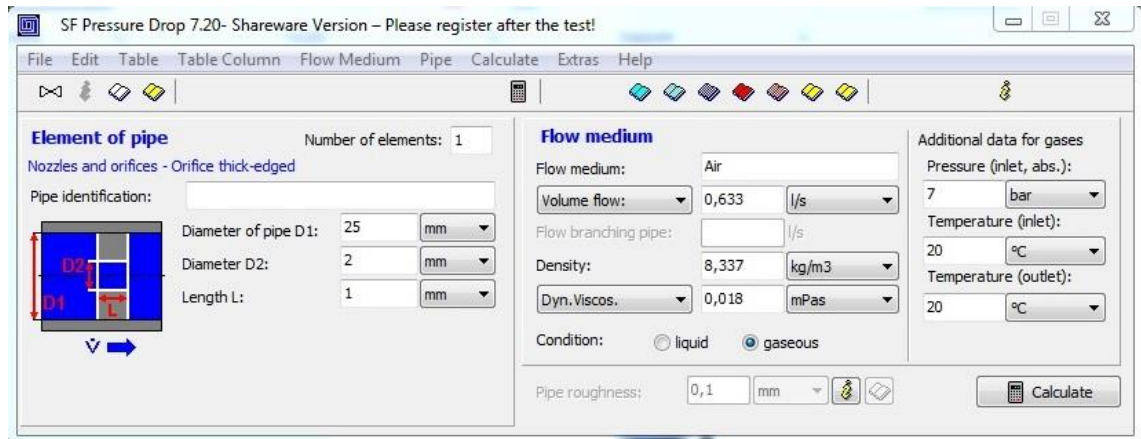 SF Pressure Drop 7.20- Shareware Version – Please register after the test!
File Edit Table Table Column Flow Medium Pipe Calculate Extras Help
Element of pipe
Number of elements: 1
Nozzles and orifices - Orifice thick-edged
Pipe identification:
Diameter of pipe D1: 25 mm
Diameter D2: 2 mm
Length L: 1 mm
D2
D1
L
V̇
Flow medium
Flow medium: Air
Volume flow: 0,633 l/s
Flow branching pipe: l/s
Density: 8,337 kg/m3
Dyn.Viscos. 0,018 mPas
Condition: liquid gaseous
Pipe roughness: 0,1 mm
Additional data for gases
Pressure (inlet, abs.):
7 bar
Temperature (inlet):
20 °C
Temperature (outlet):
20 °C
Calculate